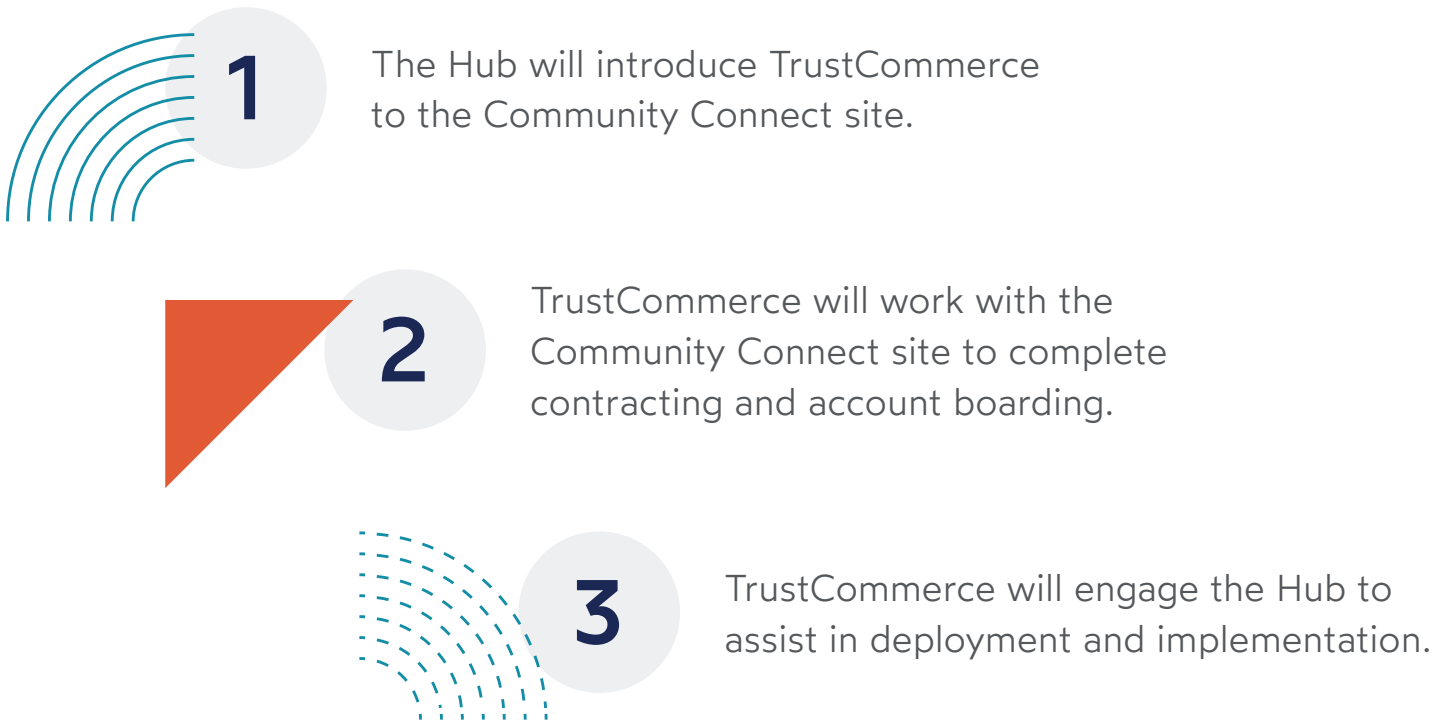 1
The Hub will introduce TrustCommerce
to the Community Connect site.
2
TrustCommerce will work with the
Community Connect site to complete
contracting and account boarding.
3
TrustCommerce will engage the Hub to
assist in deployment and implementation.